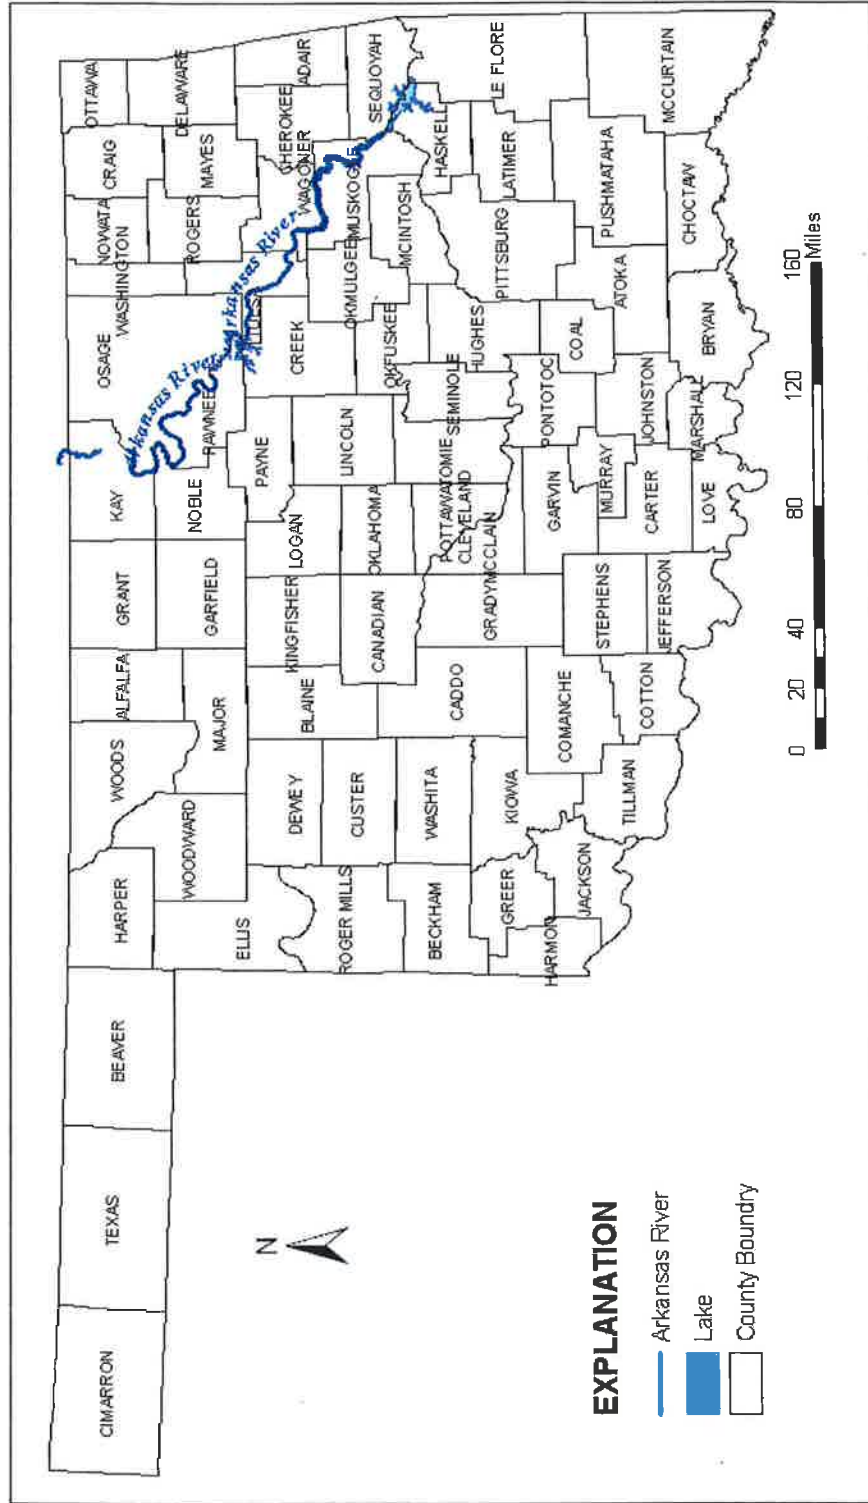 CIMARRON
TEXAS
BEAVER
HARPER
WOODS
ALFALFA
GRANT
KAY
OSAGE
WASHINGTON
NOWATA
CRAIG
OTTAWA
WOODWARD
MAJOR
GARFIELD
NOBLE
PAWNEE
Arkansas River
Arkansas River
ROGERS
MAYES
DELAWARE
ELLIS
DEWEY
BLAINE
KINGFISHER
LOGAN
PAYNE
CREEK
WAGONER
CHEROKEE
ADAIR
ROGER MILLS
CUSTER
CANADIAN
OKLAHOMA
LINCOLN
OKMULGEE
MUSKOGEE
SEQUOYAH
BECKHAM
WASHITA
CADDO
GRADY
MCCLAIN
CLEVELAND
POTTAWATOMIE
SEMINOLE
OKFUSKEE
MCINTOSH
HASKELL
HARMON
GREER
KIOWA
COMANCHE
GARVIN
PONTOTOC
HUGHES
PITTSBURG
LATIMER
LE FLORE
JACKSON
TILLMAN
COTTON
STEPHENS
MURRAY
COAL
ATOKA
PUSHMATAHA
MCCURTAIN
JEFFERSON
CARTER
JOHNSTON
LOVE
MARSHALL
BRYAN
CHOCTAW
N
EXPLANATION
Arkansas River
Lake
County Boundry
0 20 40 80 120 160
Miles